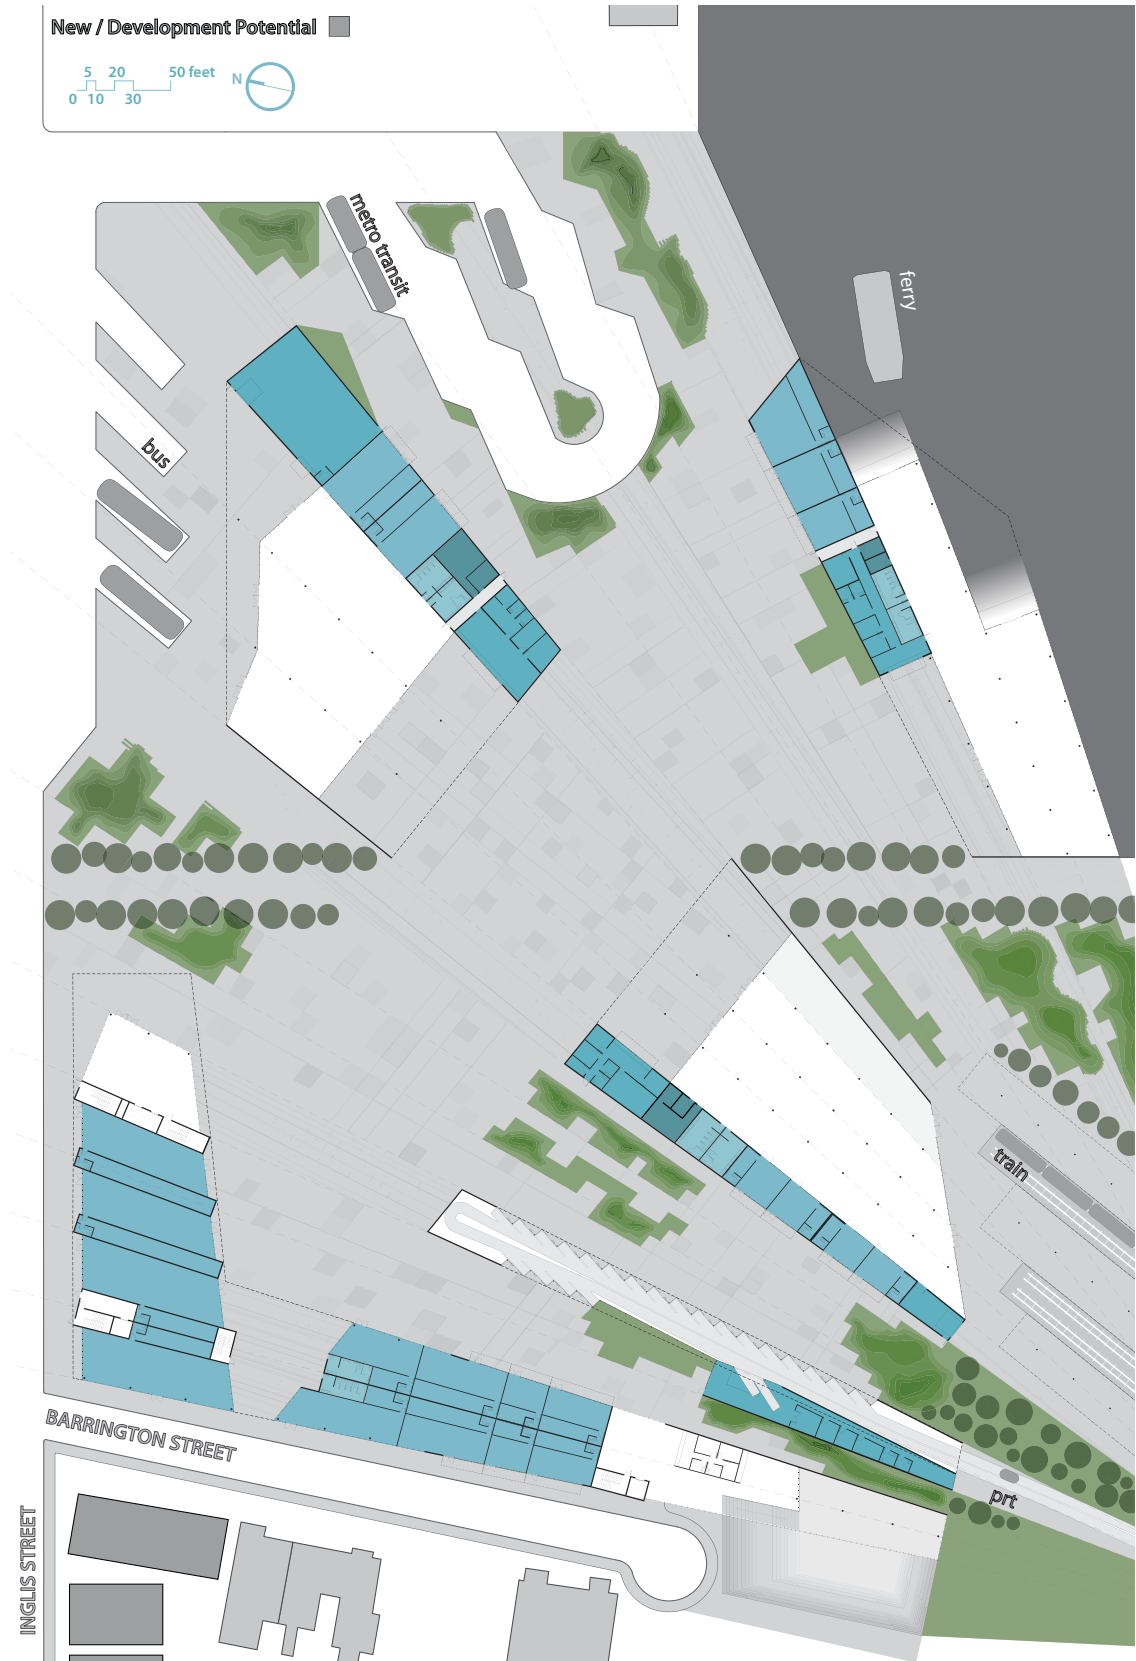 New / Development Potential
5 20 50 feet
0 10 30
N
metro transit
ferry
bus
train
BARRINGTON STREET
prt
INGLIS STREET